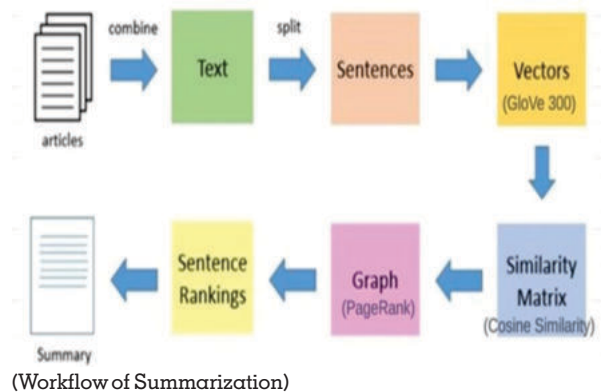 combine
split
Text
Sentences
Vectors
(GloVe 300)
articles
Similarity
Matrix
(Cosine Similarity)
Graph
(PageRank)
Sentence
Rankings
Summary
(Workflow of Summarization)